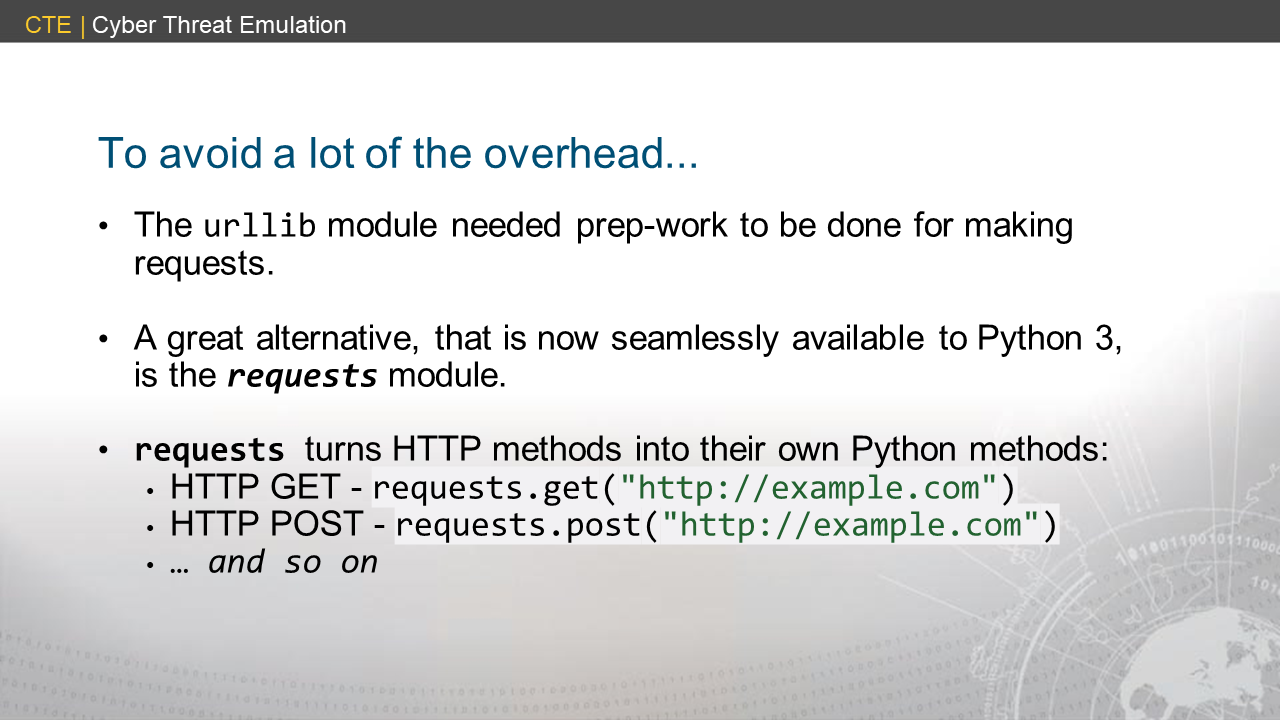 CTE | Cyber Threat Emulation
To avoid a lot of the overhead...
• The urllib module needed prep-work to be done for making
requests.
• A great alternative, that is now seamlessly available to Python 3,
is the requests module.
• requests turns HTTP methods into their own Python methods:
• HTTP GET - requests.get("http://example.com")
• HTTP POST - requests.post("http://example.com")
• … and so on